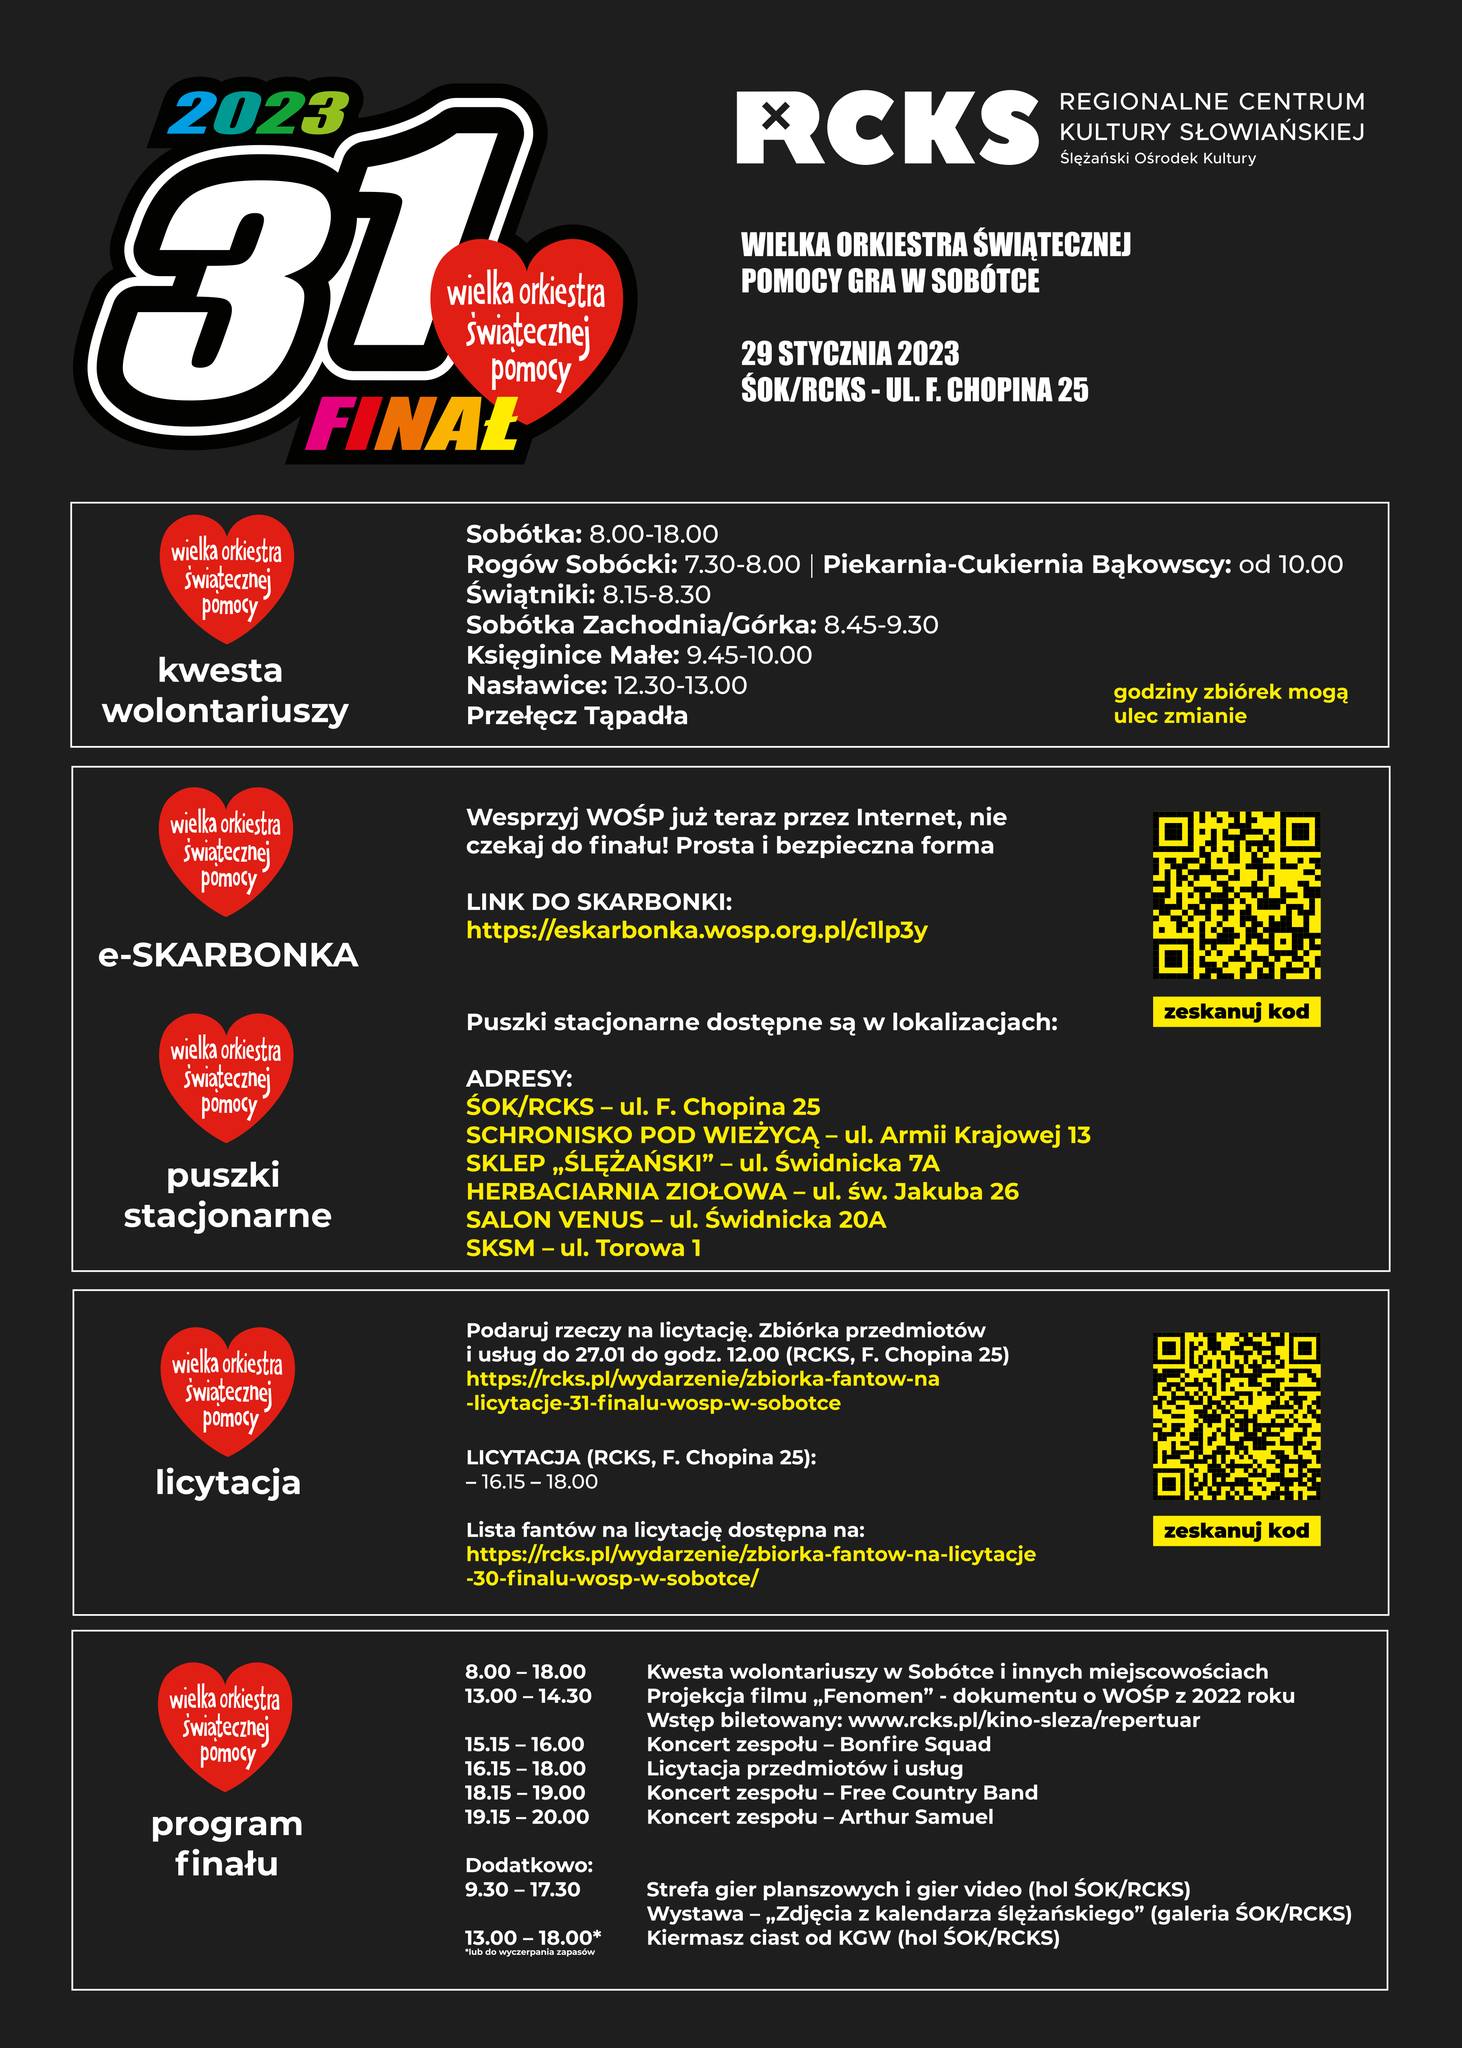 2023
31
wielka orkiestra
świątecznej
pomocy
FINAŁ
RCKS
REGIONALNE CENTRUM
KULTURY SŁOWIAŃSKIEJ
Ślężański Ośrodek Kultury
WIELKA ORKIESTRA ŚWIĄTECZNEJ
POMOCY GRA W SOBÓTCE
29 STYCZNIA 2023
ŚOK/RCKS - UL. F. CHOPINA 25
wielka orkiestra
świątecznej
pomocy
kwesta
wolontariuszy
Sobótka: 8.00-18.00
Rogów Sobócki: 7.30-8.00 | Piekarnia-Cukiernia Bąkowscy: od 10.00
Świątniki: 8.15-8.30
Sobótka Zachodnia/Górka: 8.45-9.30
Księginice Małe: 9.45-10.00
Nasławice: 12.30-13.00
Przełęcz Tąpadła
godziny zbiórek mogą
ulec zmianie
wielka orkiestra
świątecznej
pomocy
e-SKARBONKA
Wesprzyj WOŚP już teraz przez Internet, nie
czekaj do finału! Prosta i bezpieczna forma
LINK DO SKARBONKI:
https://eskarbonka.wosp.org.pl/c1lp3y
zeskanuj kod
wielka orkiestra
świątecznej
pomocy
puszki
stacjonarne
Puszki stacjonarne dostępne są w lokalizacjach:
ADRESY:
ŚOK/RCKS – ul. F. Chopina 25
SCHRONISKO POD WIEŻYCĄ – ul. Armii Krajowej 13
SKLEP „ŚLĘŻAŃSKI” – ul. Świdnicka 7A
HERBACIARNIA ZIOŁOWA – ul. św. Jakuba 26
SALON VENUS – ul. Świdnicka 20A
SKSM – ul. Torowa 1
wielka orkiestra
świątecznej
pomocy
licytacja
Podaruj rzeczy na licytację. Zbiórka przedmiotów
i usług do 27.01 do godz. 12.00 (RCKS, F. Chopina 25)
https://rcks.pl/wydarzenie/zbiorka-fantow-na
-licytacje-31-finalu-wosp-w-sobotce
LICYTACJA (RCKS, F. Chopina 25):
– 16.15 – 18.00
Lista fantów na licytację dostępna na:
https://rcks.pl/wydarzenie/zbiorka-fantow-na-licytacje
-30-finalu-wosp-w-sobotce/
zeskanuj kod
wielka orkiestra
świątecznej
pomocy
program
finału
8.00 – 18.00 Kwesta wolontariuszy w Sobótce i innych miejscowościach
13.00 – 14.30 Projekcja filmu „Fenomen” - dokumentu o WOŚP z 2022 roku
Wstęp biletowany: www.rcks.pl/kino-sleza/repertuar
15.15 – 16.00 Koncert zespołu – Bonfire Squad
16.15 – 18.00 Licytacja przedmiotów i usług
18.15 – 19.00 Koncert zespołu – Free Country Band
19.15 – 20.00 Koncert zespołu – Arthur Samuel
Dodatkowo:
9.30 – 17.30 Strefa gier planszowych i gier video (hol ŚOK/RCKS)
Wystawa – „Zdjęcia z kalendarza ślężańskiego” (galeria ŚOK/RCKS)
13.00 – 18.00* Kiermasz ciast od KGW (hol ŚOK/RCKS)
*lub do wyczerpania zapasów